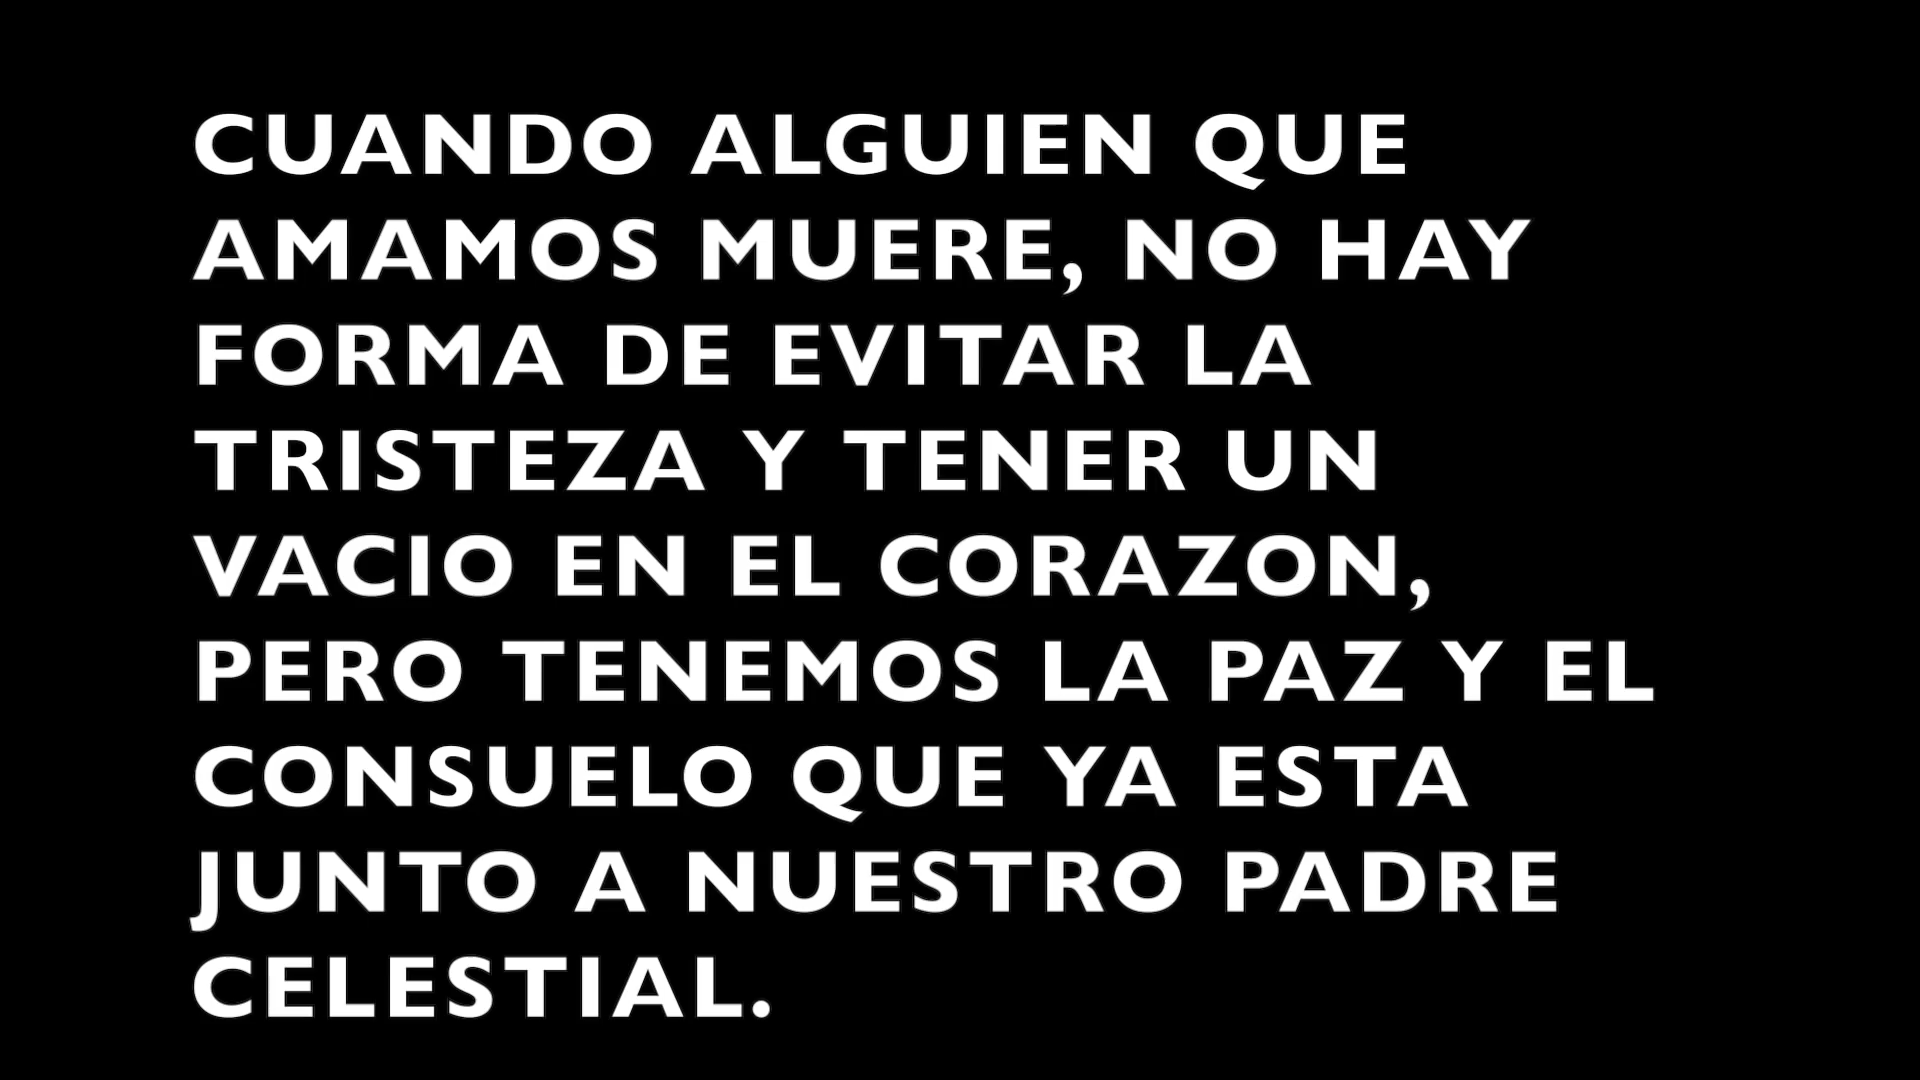 CUANDO ALGUIEN QUE
AMAMOS MUERE, NO HAY
FORMA DE EVITAR LA
TRISTEZA Y TENER UN
VACIO EN EL CORAZON,
PERO TENEMOS LA PAZ Y EL
CONSUELO QUE YA ESTA
JUNTO A NUESTRO PADRE
CELESTIAL.